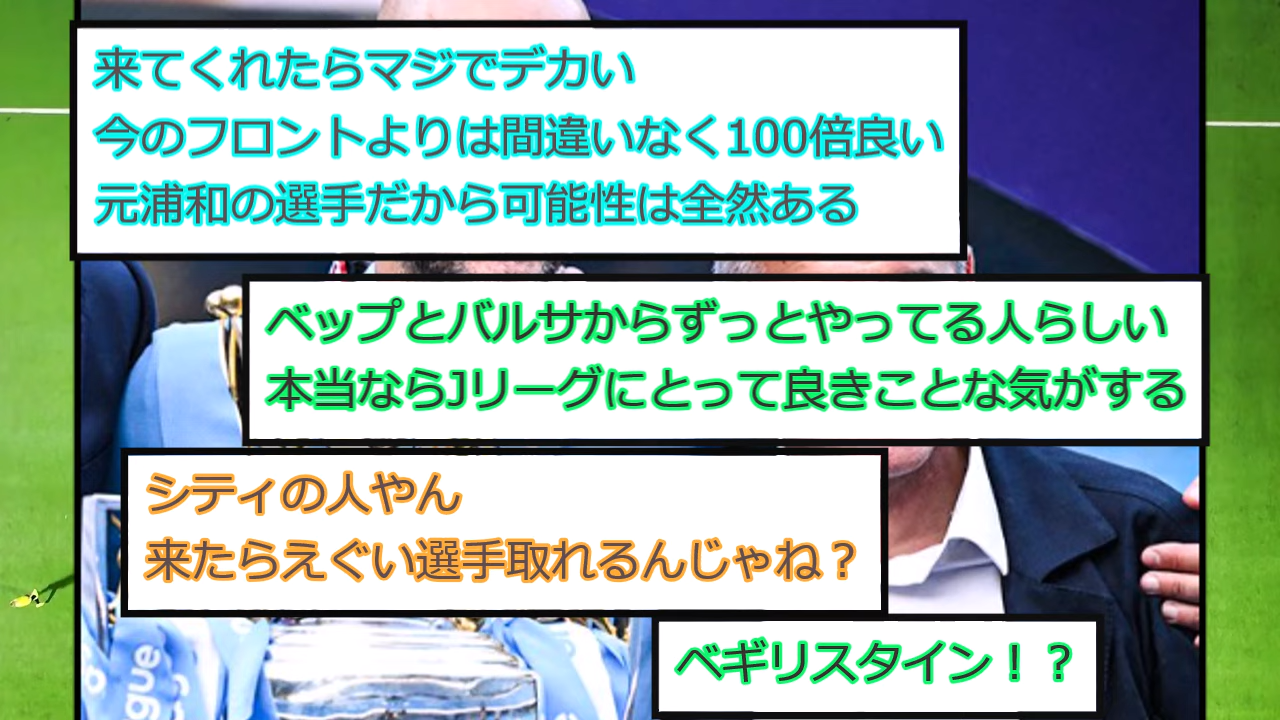 来てくれたらマジでデカい
今のフロントよりは間違いなく100倍良い
元浦和の選手だから可能性は全然ある
ベップとバルサからずっとやってる人らしい
本当ならJリーグにとって良きことな気がする
シティの人やん
来たらえぐい選手取れるんじゃね？
ベギリスタイン！？